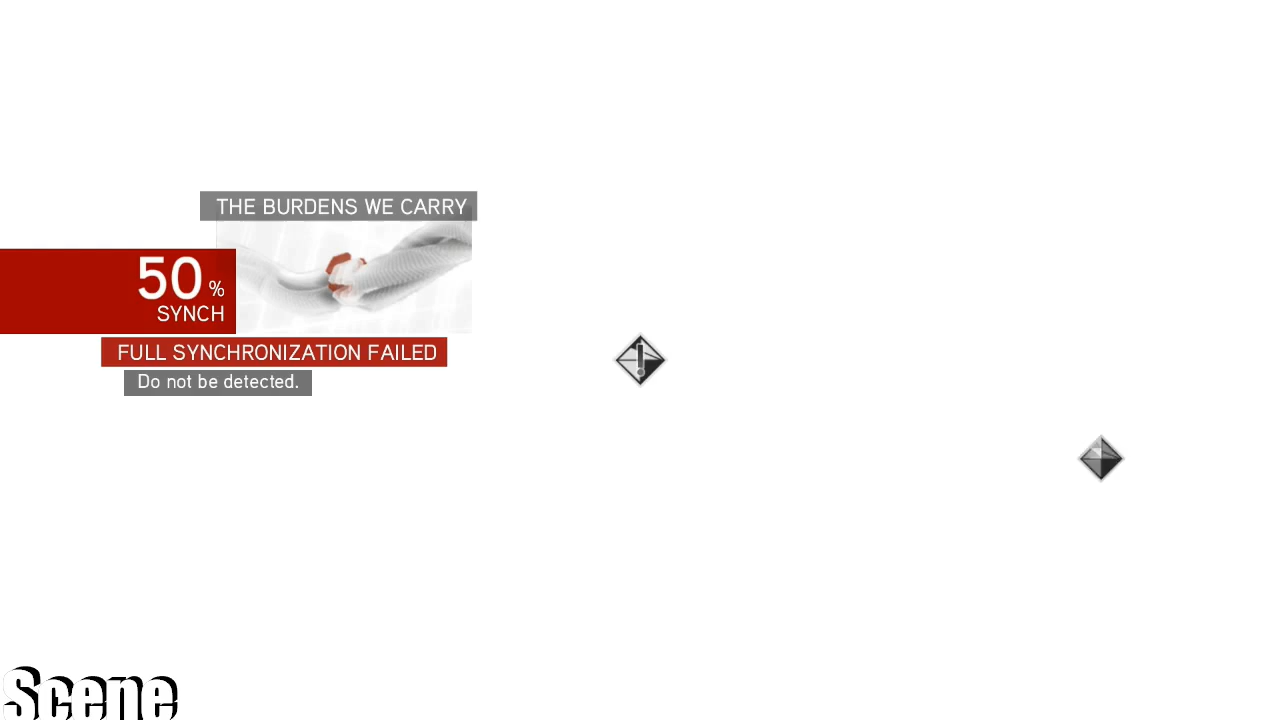 THE BURDENS WE CARRY
50 %
SYNCH
FULL SYNCHRONIZATION FAILED
Do not be detected.
Scene